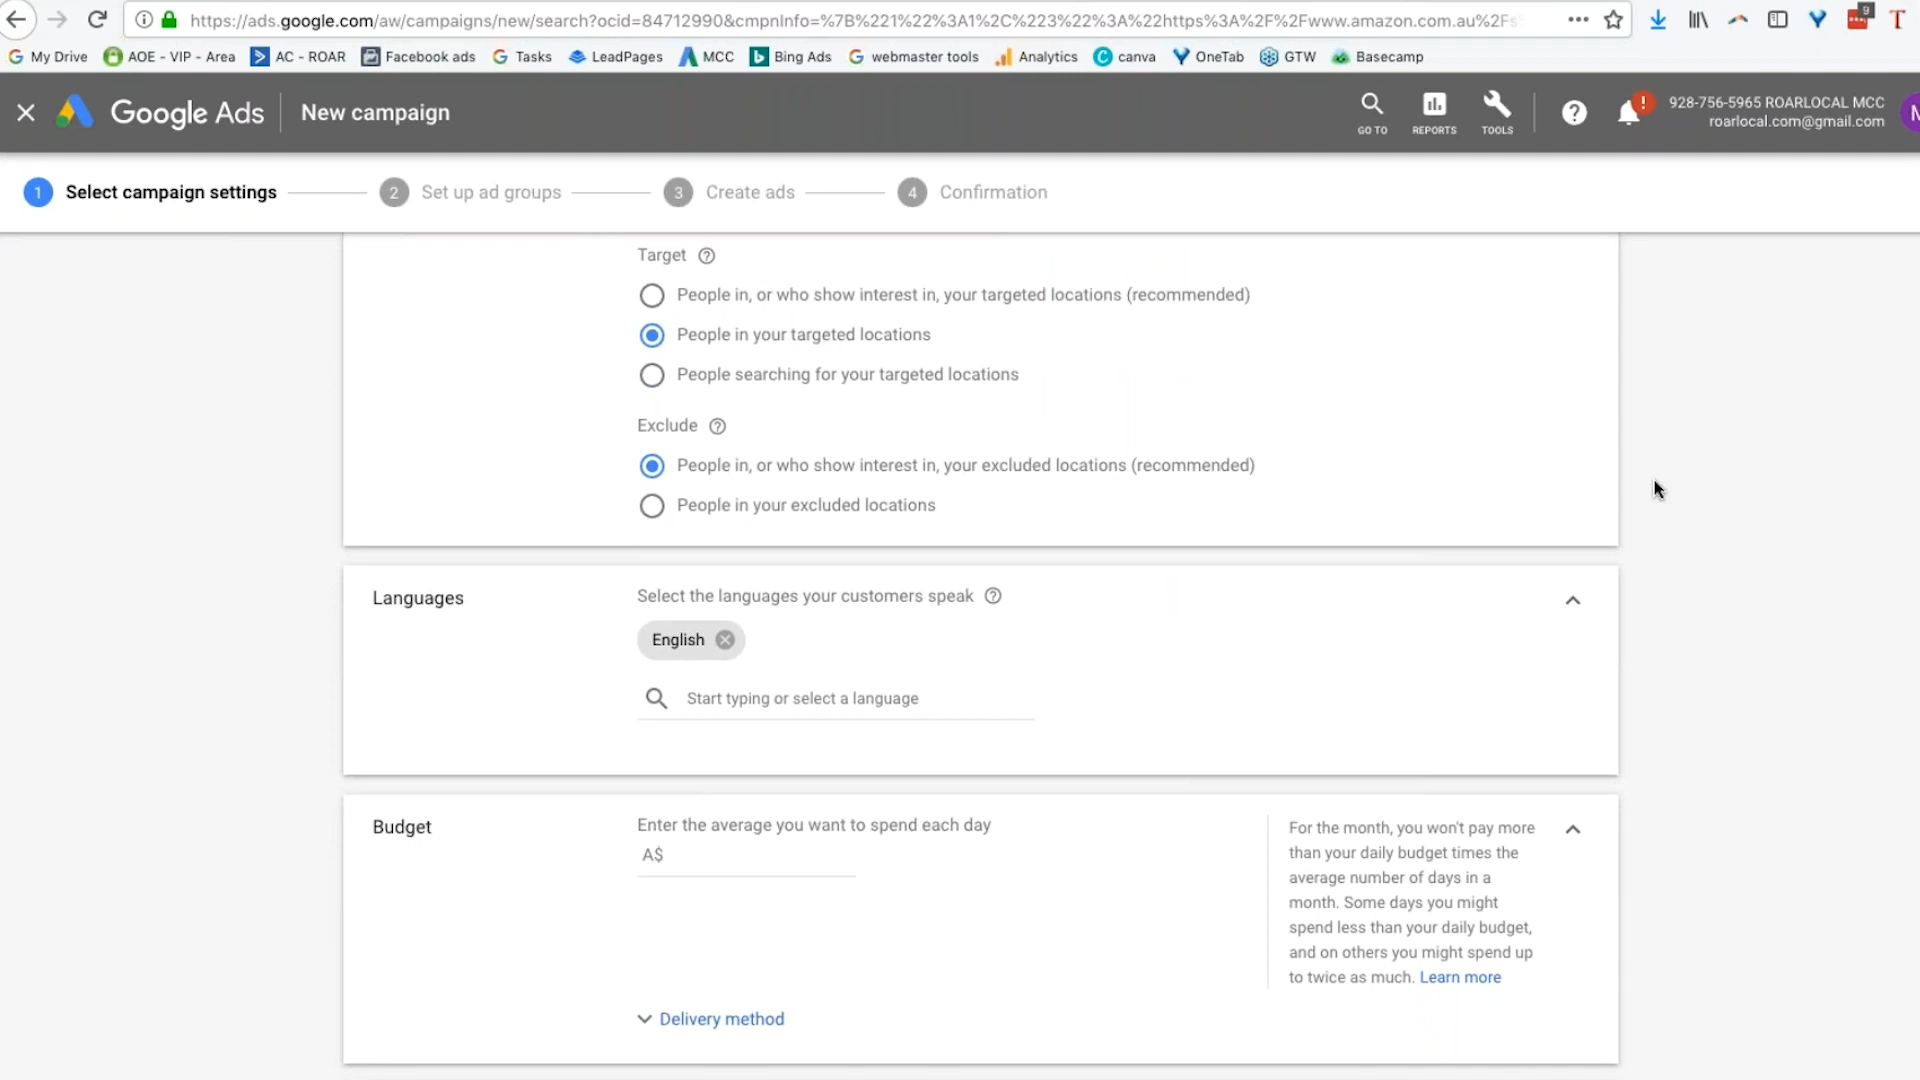 https://ads.google.com/aw/campaigns/new/search?ocid=84712990&cmpnInfo=%7B%221%22%3A1%2C%223%22%3A%22https%3A%2F%2Fwww.amazon.com.au%2Fs
9
T
My Drive
AOE - VIP - Area
AC - ROAR
Facebook ads
Tasks
LeadPages
MCC
Bing Ads
webmaster tools
Analytics
canva
OneTab
GTW
Basecamp
Google Ads
New campaign
GO TO
REPORTS
TOOLS
928-756-5965 ROARLOCAL MCC
roarlocal.com@gmail.com
1 Select campaign settings
2 Set up ad groups
3 Create ads
4 Confirmation
Target
People in, or who show interest in, your targeted locations (recommended)
People in your targeted locations
People searching for your targeted locations
Exclude
People in, or who show interest in, your excluded locations (recommended)
People in your excluded locations
Languages
Select the languages your customers speak
English
Start typing or select a language
Budget
Enter the average you want to spend each day
A$
For the month, you won't pay more
than your daily budget times the
average number of days in a
month. Some days you might
spend less than your daily budget,
and on others you might spend up
to twice as much. Learn more
Delivery method